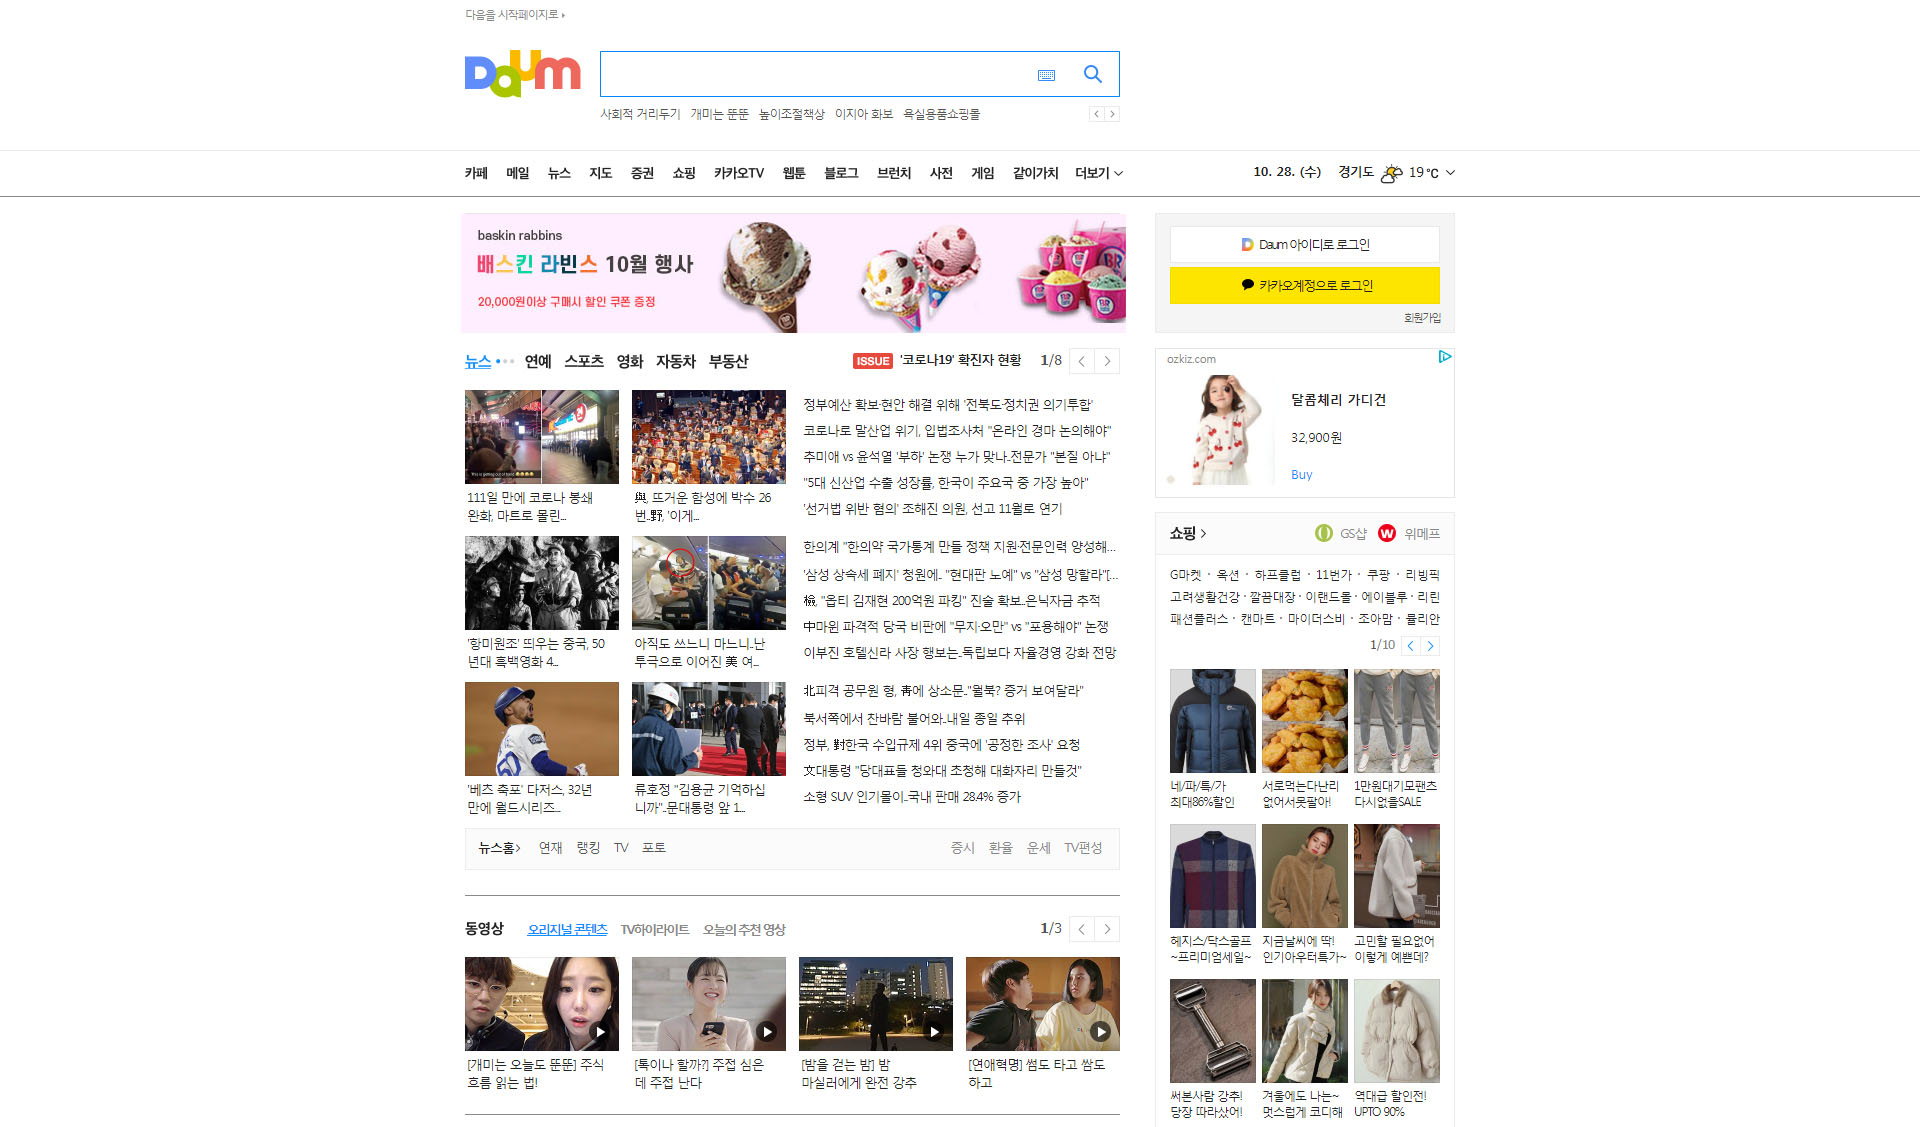 다음을 시작페이지로
Daum
사회적 거리두기 개미는 뚠뚠 높이조절책상 이지아 화보 욕실용품쇼핑몰
카페 메일 뉴스 지도 증권 쇼핑 카카오TV 웹툰 블로그 브런치 사전 게임 같이가치 더보기
10. 28. (수) 경기도 19℃
baskin rabbins
배스킨 라빈스 10월 행사
20,000원이상 구매시 할인 쿠폰 증정
Daum 아이디로 로그인
카카오계정으로 로그인
회원가입
뉴스 연예 스포츠 영화 자동차 부동산
ISSUE '코로나19' 확진자 현황 1/8
111일 만에 코로나 봉쇄
완화, 마트로 몰린...
與, 뜨거운 함성에 박수 26
번..野, '이게...
'항미원조' 띄우는 중국, 50
년대 흑백영화 4...
아직도 쓰느니 마느니..난
투극으로 이어진 美 여...
'베츠 축포' 다저스, 32년
만에 월드시리즈...
류호정 "김용균 기억하십
니까"..문대통령 앞 1...
정부예산 확보·현안 해결 위해 '전북도·정치권 의기투합'
코로나로 말산업 위기, 입법조사처 "온라인 경마 논의해야"
추미애 vs 윤석열 '부하' 논쟁 누가 맞나..전문가 "본질 아냐"
"5대 신산업 수출 성장률, 한국이 주요국 중 가장 높아"
'선거법 위반 혐의' 조해진 의원, 선고 11월로 연기
한의계 "한의약 국가통계 만들 정책 지원·전문인력 양성해...
'삼성 상속세 폐지' 청원에.. "현대판 노예" vs "삼성 망할라"[...
檢, "옵티 김재현 200억원 파킹" 진술 확보..은닉자금 추적
中마윈 파격적 당국 비판에 "무지·오만" vs "포용해야" 논쟁
이부진 호텔신라 사장 행보는..독립보다 자율경영 강화 전망
北피격 공무원 형, 靑에 상소문.."월북? 증거 보여달라"
북서쪽에서 찬바람 불어와..내일 종일 추위
정부, 對한국 수입규제 4위 중국에 '공정한 조사' 요청
文대통령 "당대표들 청와대 초청해 대화자리 만들것"
소형 SUV 인기몰이..국내 판매 28.4% 증가
뉴스홈 연재 랭킹 TV 포토
증시 환율 운세 TV편성
동영상 오리지널 콘텐츠 TV하이라이트 오늘의 추천 영상 1/3
[개미는 오늘도 뚠뚠] 주식
흐름 읽는 법!
[톡이나 할까?] 주접 심은
데 주접 난다
[밤을 걷는 밤] 밤
마실러에게 완전 강추
[연애혁명] 썸도 타고 쌈도
하고
ozkiz.com
달콤체리 가디건
32,900원
Buy
쇼핑 GS샵 위메프
G마켓 · 옥션 · 하프클럽 · 11번가 · 쿠팡 · 리빙픽
고려생활건강 · 깔끔대장 · 이랜드몰 · 에이블루 · 리린
패션플러스 · 캔마트 · 마이더스비 · 조아맘 · 율리안
1/10
네/파/특/가
최대86%할인
서로먹는다난리
없어서못팔아!
1만원대기모팬츠
다시없을SALE
헤지스/닥스골프
~프리미엄세일~
지금날씨에 딱!
인기아우터특가~
고민할 필요없어
이렇게 예쁜데?
써본사람 강추!
당장 따라샀어!
겨울에도 나는~
멋스럽게 코디해
역대급 할인전!
UPTO 90%